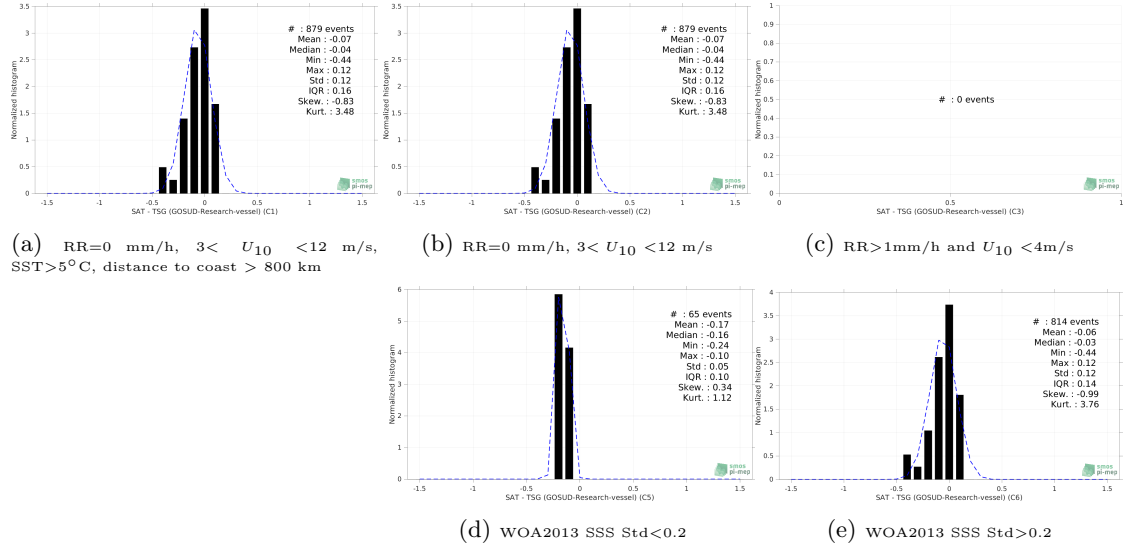 3.5
3
2.5
2
1.5
1
0.5
0
Normalized histogram
# : 879 events
Mean : -0.07
Median : -0.04
Min : -0.44
Max : 0.12
Std : 0.12
IQR : 0.16
Skew. : -0.83
Kurt. : 3.48
smos
pi-mep
-1.5 -1 -0.5 0 0.5 1 1.5
SAT - TSG (GOSUD-Research-vessel) (C1)
(a) RR=0 mm/h, 3< U10 <12 m/s,
SST>5°C, distance to coast > 800 km
3.5
3
2.5
2
1.5
1
0.5
0
Normalized histogram
# : 879 events
Mean : -0.07
Median : -0.04
Min : -0.44
Max : 0.12
Std : 0.12
IQR : 0.16
Skew. : -0.83
Kurt. : 3.48
smos
pi-mep
-1.5 -1 -0.5 0 0.5 1 1.5
SAT - TSG (GOSUD-Research-vessel) (C2)
(b) RR=0 mm/h, 3< U10 <12 m/s
1
0.9
0.8
0.7
0.6
0.5
0.4
0.3
0.2
0.1
0
Normalized histogram
# : 0 events
smos
pi-mep
0 0.5 1
SAT - TSG (GOSUD-Research-vessel) (C3)
(c) RR>1mm/h and U10 <4m/s
6
5
4
3
2
1
0
Normalized histogram
# : 65 events
Mean : -0.17
Median : -0.16
Min : -0.24
Max : -0.10
Std : 0.05
IQR : 0.10
Skew. : 0.34
Kurt. : 1.12
smos
pi-mep
-1.5 -1 -0.5 0 0.5 1 1.5
SAT - TSG (GOSUD-Research-vessel) (C5)
(d) WOA2013 SSS Std<0.2
4
3.5
3
2.5
2
1.5
1
0.5
0
Normalized histogram
# : 814 events
Mean : -0.06
Median : -0.03
Min : -0.44
Max : 0.12
Std : 0.12
IQR : 0.14
Skew. : -0.99
Kurt. : 3.76
smos
pi-mep
-1.5 -1 -0.5 0 0.5 1 1.5
SAT - TSG (GOSUD-Research-vessel) (C6)
(e) WOA2013 SSS Std>0.2